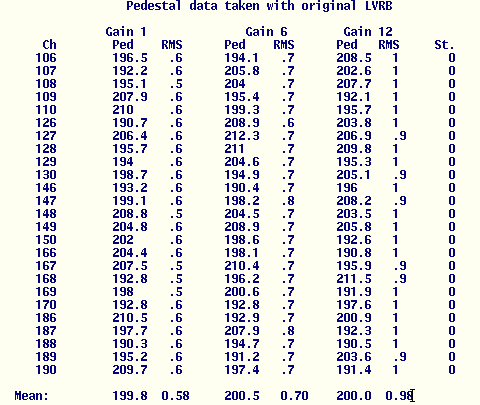 Pedestal data taken with original LVRB
Gain 1 Gain 6 Gain 12
Ch Ped RMS Ped RMS Ped RMS St.
106 196.5 .6 194.1 .7 208.5 1 0
107 192.2 .6 205.8 .7 202.6 1 0
108 195.1 .5 204 .7 207.7 1 0
109 207.9 .6 195.4 .7 192.1 1 0
110 210 .6 199.3 .7 195.7 1 0
126 190.7 .6 208.9 .6 203.8 1 0
127 206.4 .6 212.3 .7 206.9 .9 0
128 195.7 .6 211 .7 209.8 1 0
129 194 .6 204.6 .7 195.3 1 0
130 198.7 .6 194.9 .7 205.1 .9 0
146 193.2 .6 190.4 .7 196 1 0
147 199.1 .6 198.2 .8 208.2 .9 0
148 208.8 .5 204.5 .7 203.5 1 0
149 204.8 .6 208.9 .7 205.8 1 0
150 202 .6 198.6 .7 192.6 1 0
166 204.4 .6 198.1 .7 190.8 1 0
167 207.5 .5 210.4 .7 195.9 .9 0
168 192.8 .5 196.2 .7 211.5 .9 0
169 198 .5 200.6 .7 191.9 1 0
170 192.8 .6 192.8 .7 197.6 1 0
186 210.5 .6 192.9 .7 200.9 1 0
187 197.7 .6 207.9 .8 192.3 1 0
188 190.3 .6 194.7 .7 190.5 1 0
189 195.2 .6 191.2 .7 203.6 .9 0
190 209.7 .6 197.4 .7 191.4 1 0
Mean: 199.8 0.58 200.5 0.70 200.0 0.98